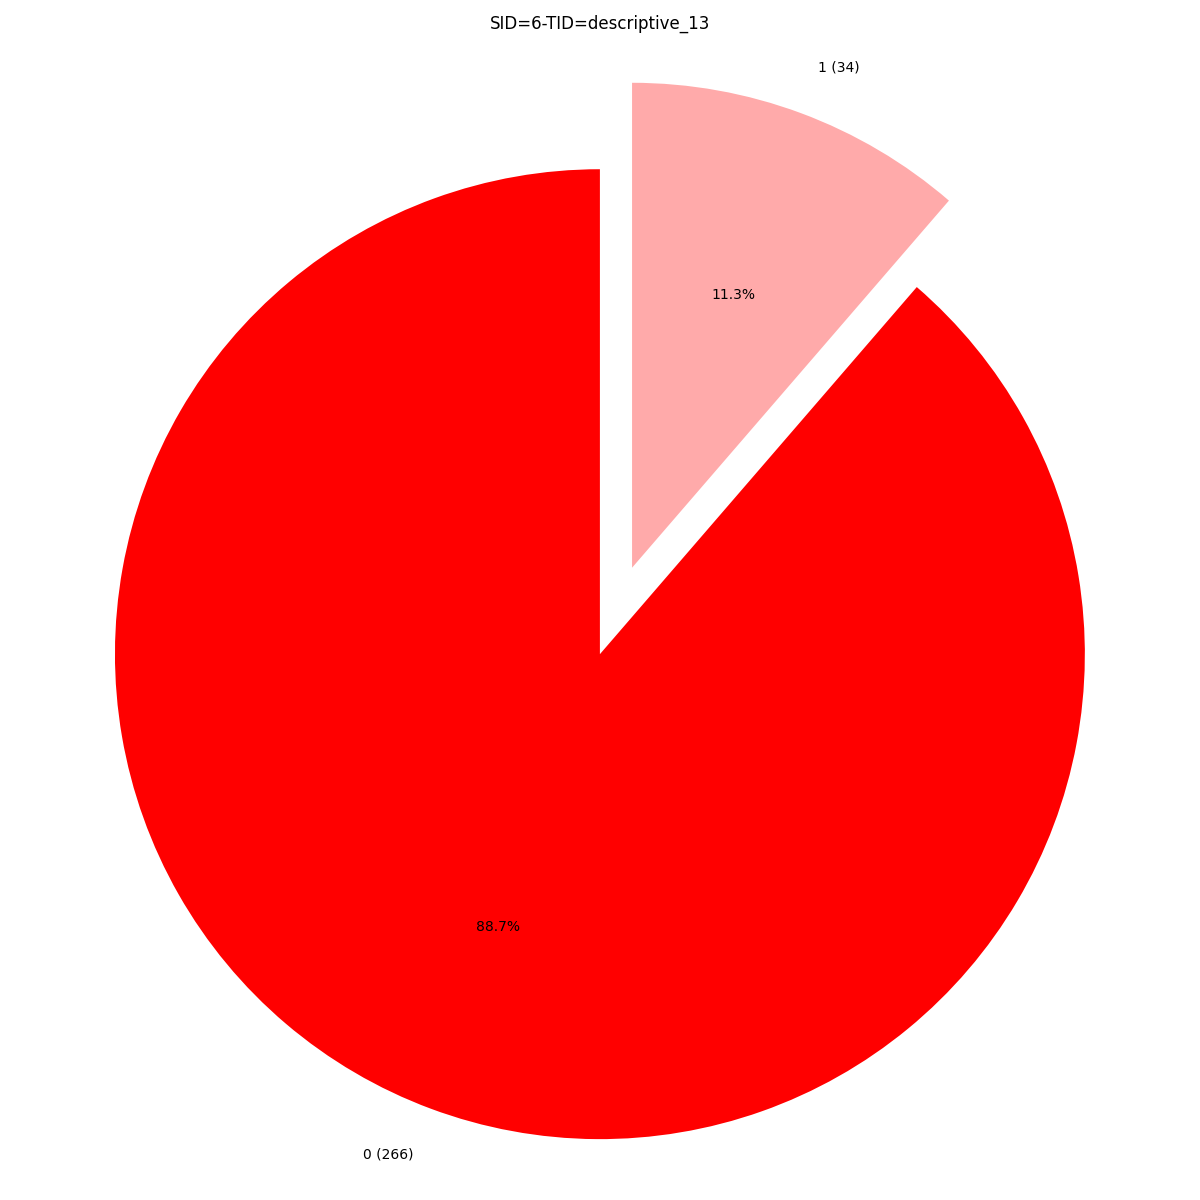 SID=6-TID=descriptive_13
1 (34)
11.3%
88.7%
0 (266)